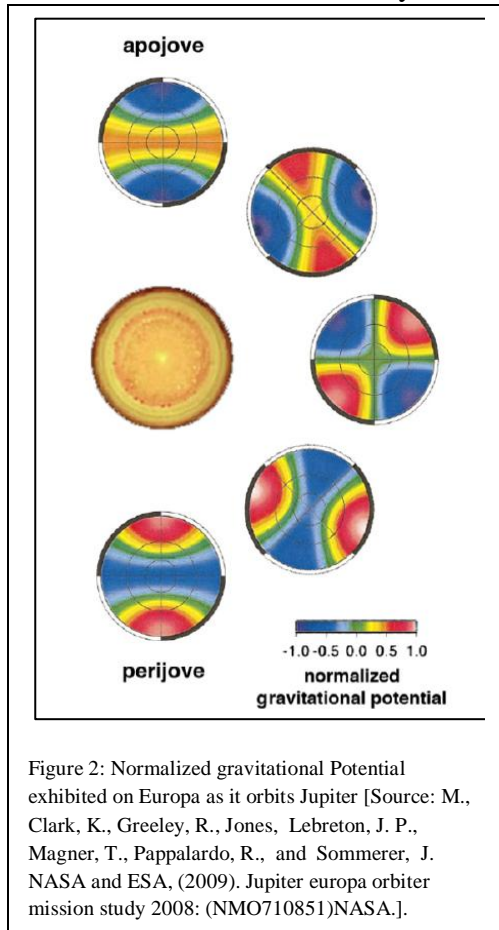 apojove
perijove
-1.0 -0.5 0.0 0.5 1.0
normalized
gravitational potential
Figure 2: Normalized gravitational Potential
exhibited on Europa as it orbits Jupiter [Source: M.,
Clark, K., Greeley, R., Jones, Lebreton, J. P.,
Magner, T., Pappalardo, R., and Sommerer, J.
NASA and ESA, (2009). Jupiter europa orbiter
mission study 2008: (NMO710851)NASA.].